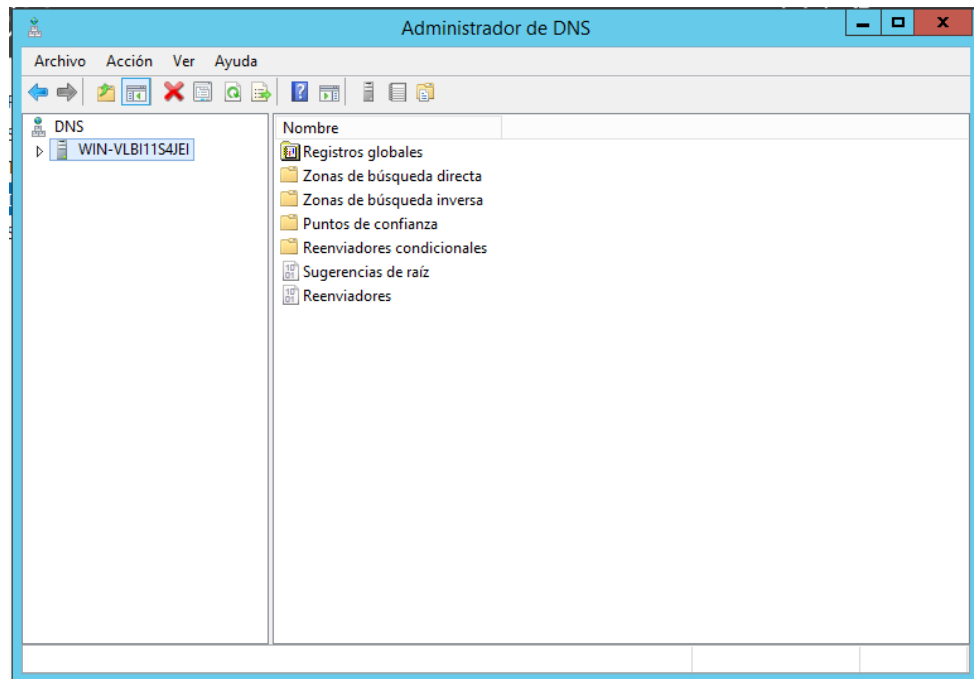 Administrador de DNS
Archivo Acción Ver Ayuda
DNS
WIN-VLBI11S4JEI
Nombre
Registros globales
Zonas de búsqueda directa
Zonas de búsqueda inversa
Puntos de confianza
Reenviadores condicionales
Sugerencias de raíz
Reenviadores